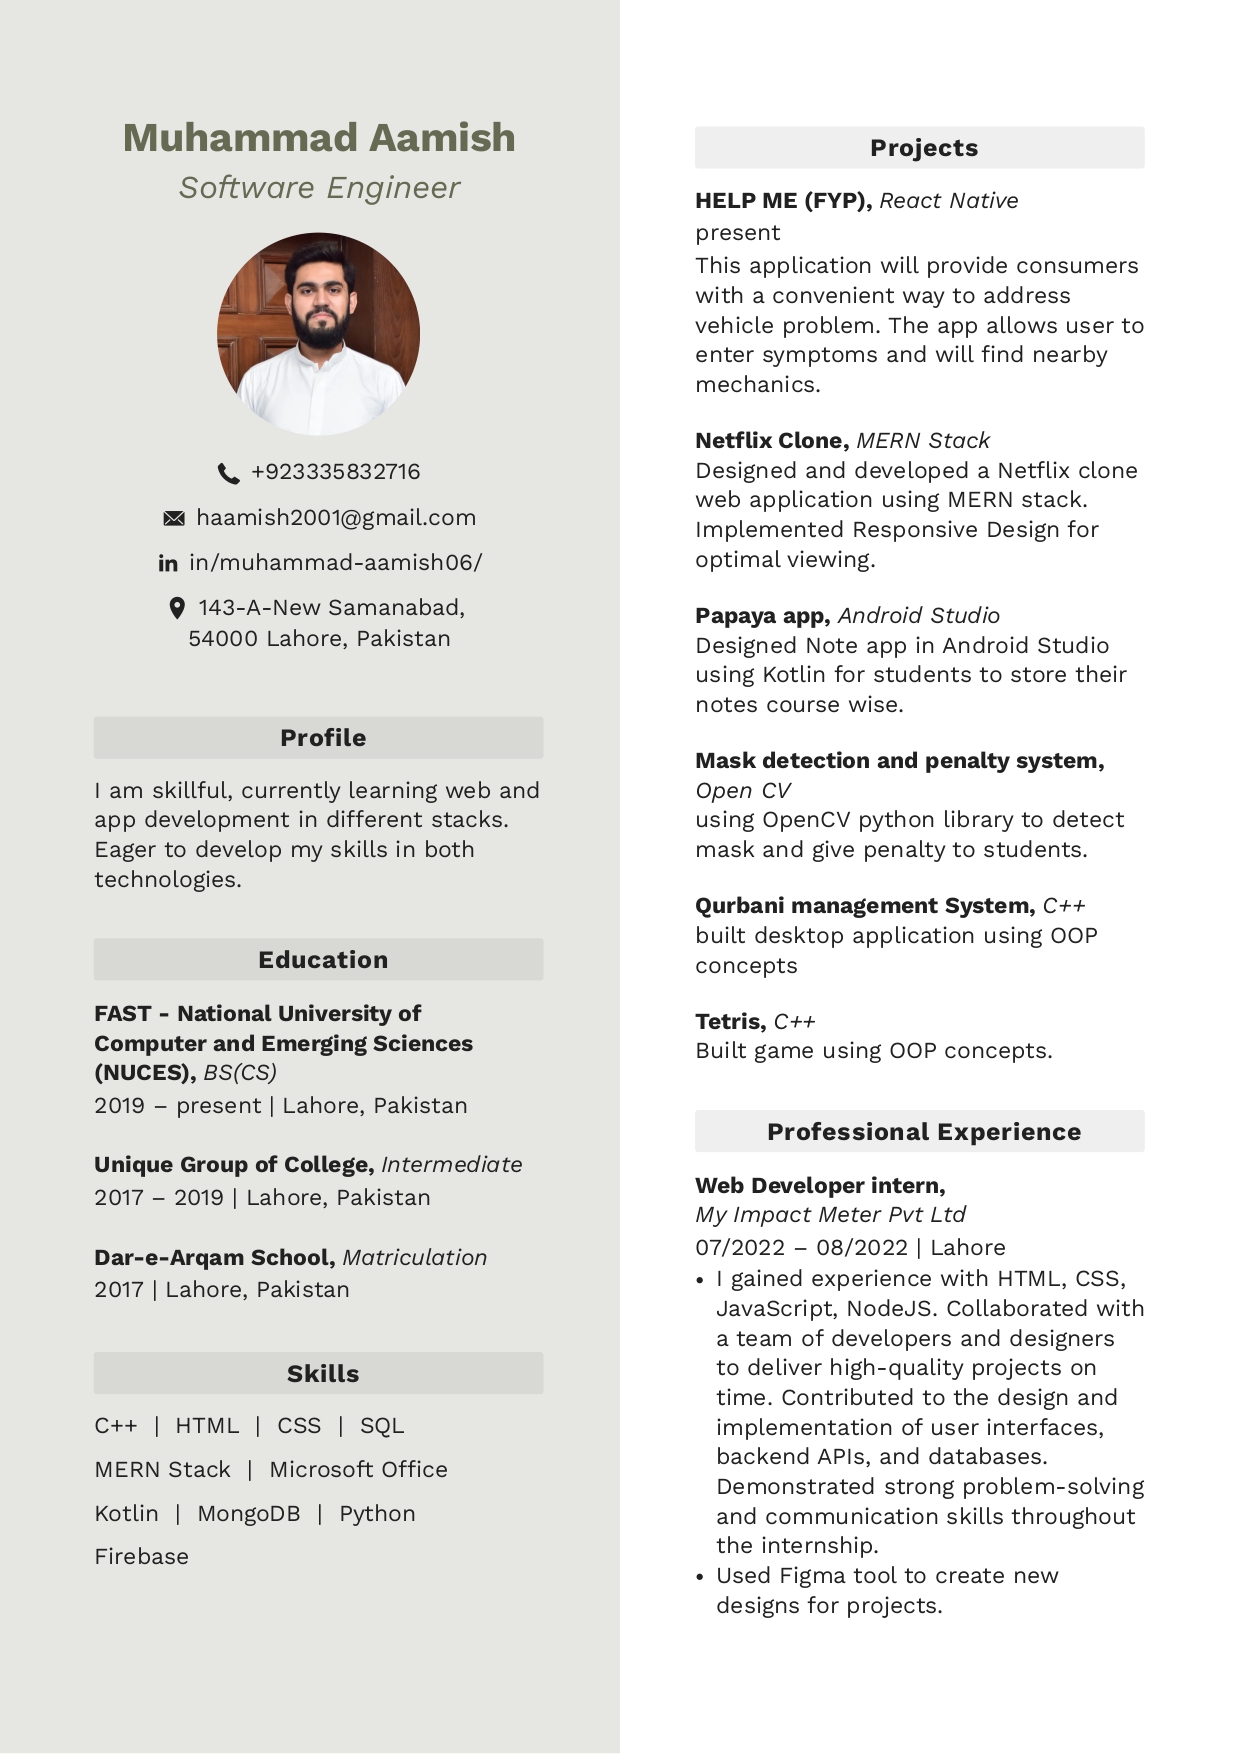 Muhammad Aamish
Software Engineer
+923335832716
haamish2001@gmail.com
in/muhammad-aamish06/
143-A-New Samanabad,
54000 Lahore, Pakistan
Profile
I am skillful, currently learning web and
app development in different stacks.
Eager to develop my skills in both
technologies.
Education
FAST - National University of
Computer and Emerging Sciences
(NUCES), BS(CS)
2019 – present | Lahore, Pakistan
Unique Group of College, Intermediate
2017 – 2019 | Lahore, Pakistan
Dar-e-Arqam School, Matriculation
2017 | Lahore, Pakistan
Skills
C++ | HTML | CSS | SQL
MERN Stack | Microsoft Office
Kotlin | MongoDB | Python
Firebase
Projects
HELP ME (FYP), React Native
present
This application will provide consumers
with a convenient way to address
vehicle problem. The app allows user to
enter symptoms and will find nearby
mechanics.
Netflix Clone, MERN Stack
Designed and developed a Netflix clone
web application using MERN stack.
Implemented Responsive Design for
optimal viewing.
Papaya app, Android Studio
Designed Note app in Android Studio
using Kotlin for students to store their
notes course wise.
Mask detection and penalty system,
Open CV
using OpenCV python library to detect
mask and give penalty to students.
Qurbani management System, C++
built desktop application using OOP
concepts
Tetris, C++
Built game using OOP concepts.
Professional Experience
Web Developer intern,
My Impact Meter Pvt Ltd
07/2022 – 08/2022 | Lahore
• I gained experience with HTML, CSS,
JavaScript, NodeJS. Collaborated with
a team of developers and designers
to deliver high-quality projects on
time. Contributed to the design and
implementation of user interfaces,
backend APIs, and databases.
Demonstrated strong problem-solving
and communication skills throughout
the internship.
• Used Figma tool to create new
designs for projects.